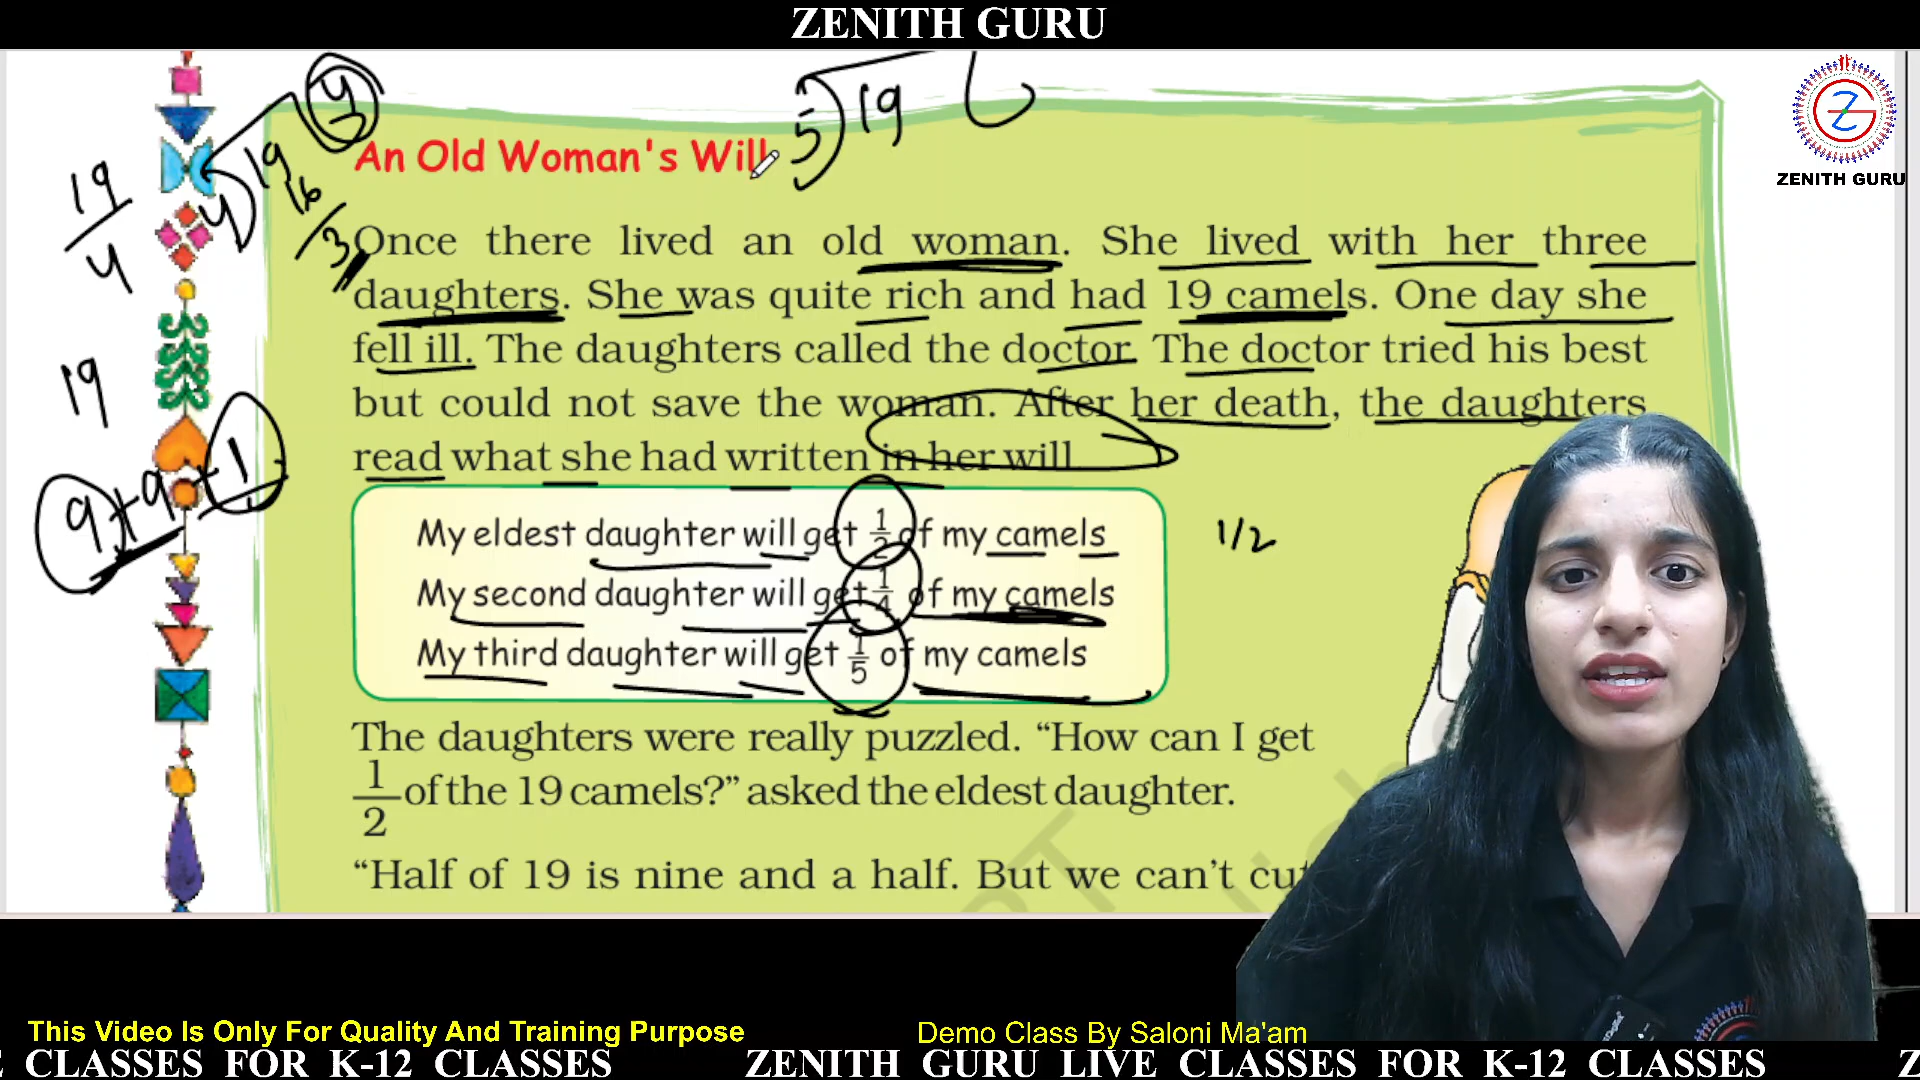 ZENITH GURU
ZENITH GURU
An Old Woman's Will
5 19
4
19
4 19
16
4
3
Once there lived an old woman. She lived with her three
daughters. She was quite rich and had 19 camels. One day she
fell ill. The daughters called the doctor. The doctor tried his best
but could not save the woman. After her death, the daughters
read what she had written in her will
19
9+9+1
My eldest daughter will get 1/2 of my camels
1/2
My second daughter will get 1/4 of my camels
My third daughter will get 1/5 of my camels
The daughters were really puzzled. “How can I get
1/2 of the 19 camels?” asked the eldest daughter.
“Half of 19 is nine and a half. But we can’t cut
This Video Is Only For Quality And Training Purpose
Demo Class By Saloni Ma'am
CLASSES FOR K-12 CLASSES ZENITH GURU LIVE CLASSES FOR K-12 CLASSES